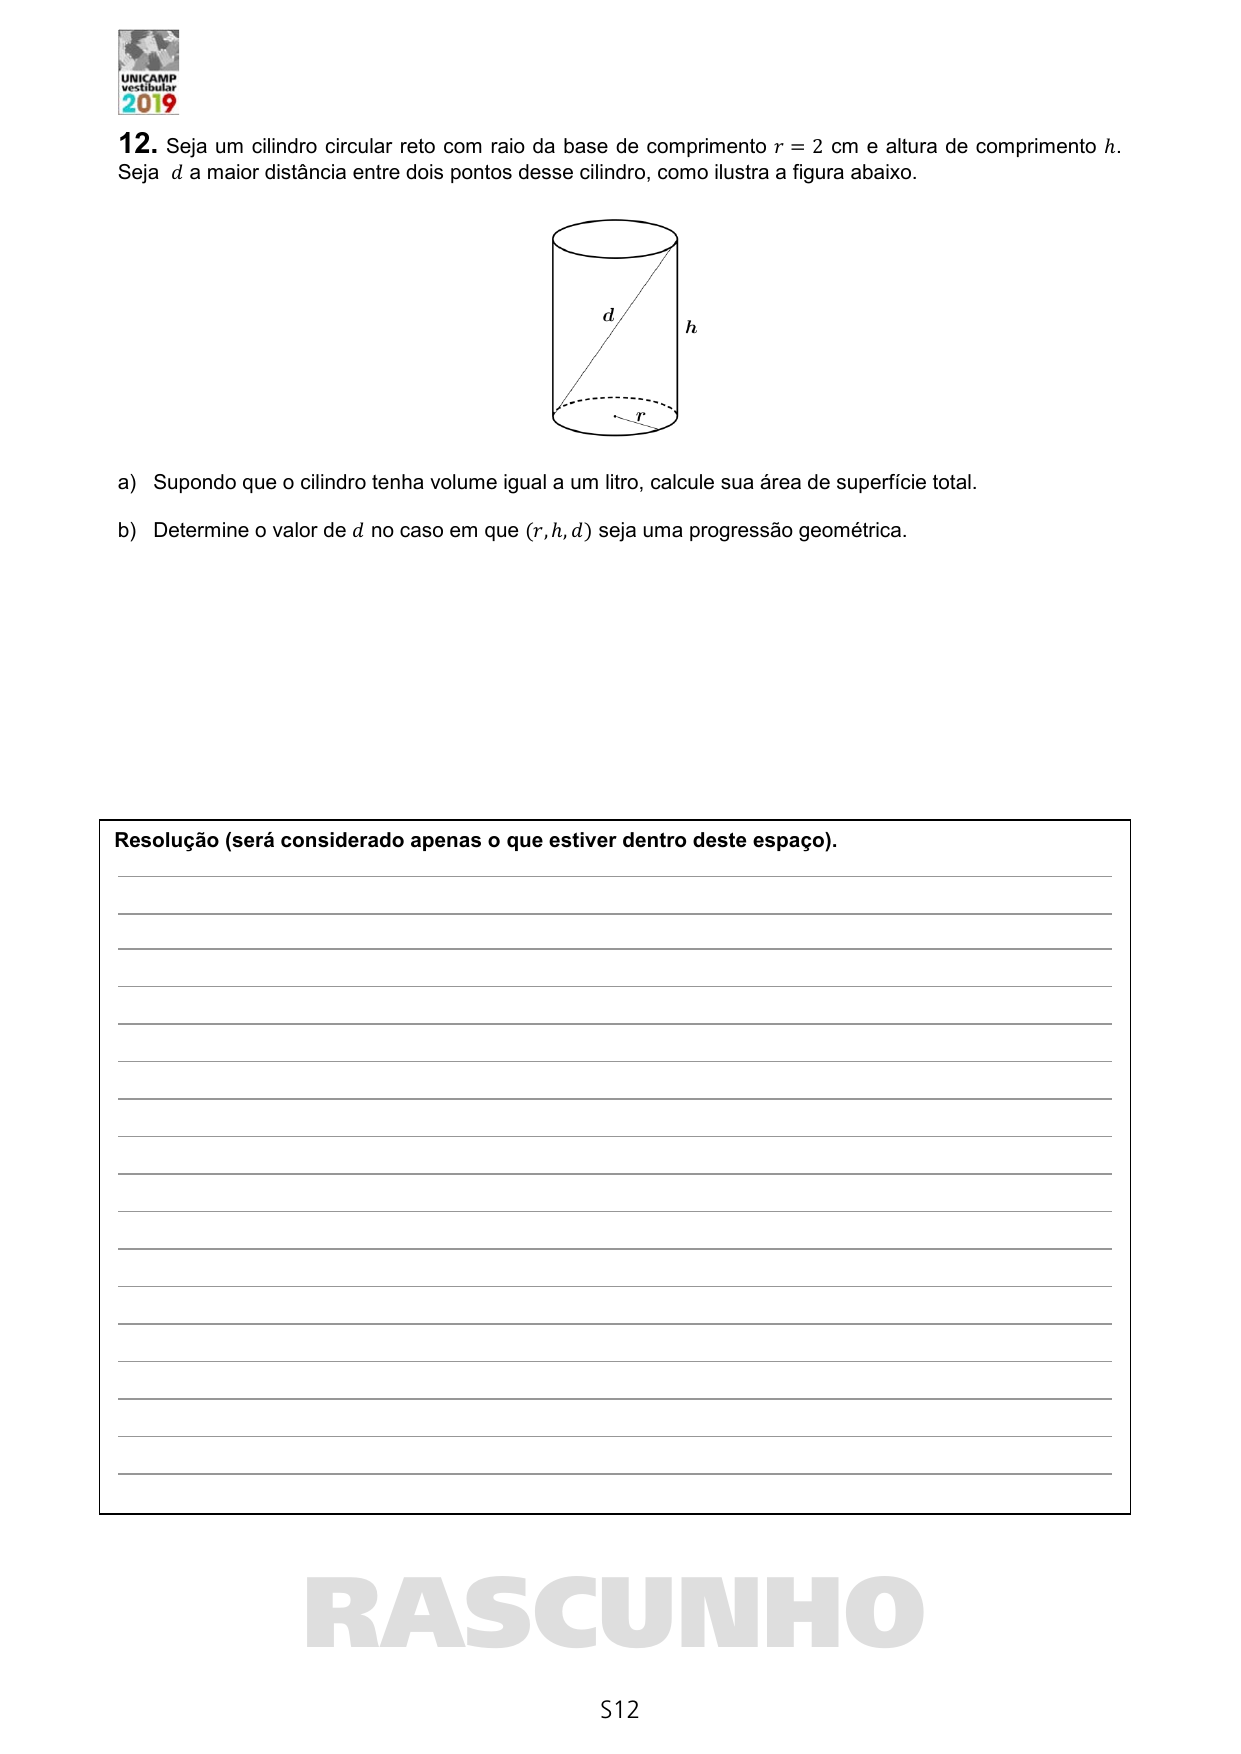 UNICAMP
vestibular
2019
12. Seja um cilindro circular reto com raio da base de comprimento r = 2 cm e altura de comprimento h.
Seja d a maior distância entre dois pontos desse cilindro, como ilustra a figura abaixo.
d
h
r
a) Supondo que o cilindro tenha volume igual a um litro, calcule sua área de superfície total.
b) Determine o valor de d no caso em que (r, h, d) seja uma progressão geométrica.
Resolução (será considerado apenas o que estiver dentro deste espaço).
RASCUNHO
S12